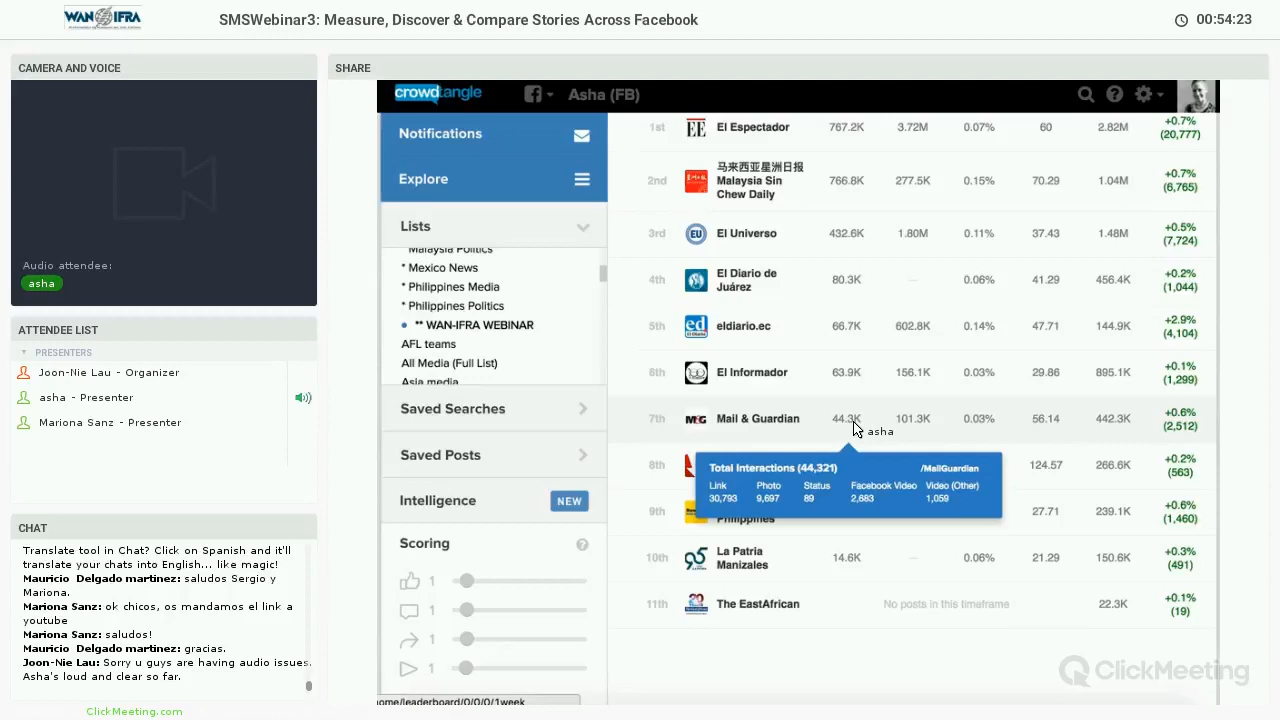 WAN IFRA
SMSWebinar3: Measure, Discover & Compare Stories Across Facebook
00:54:23
CAMERA AND VOICE
Audio attendee:
asha
ATTENDEE LIST
PRESENTERS
Joon-Nie Lau - Organizer
asha - Presenter
Mariona Sanz - Presenter
CHAT
Translate tool in Chat? Click on Spanish and it'll
translate your chats into English... like magic!
Mauricio Delgado martinez: saludos Sergio y
Mariona.
Mariona Sanz: ok chicos, os mandamos el link a
youtube
Mariona Sanz: saludos!
Mauricio Delgado martinez: gracias.
Joon-Nie Lau: Sorry u guys are having audio issues.
Asha's loud and clear so far.
ClickMeeting.com
SHARE
crowdtangle
Asha (FB)
Notifications
Explore
Lists
Malaysia Politics
* Mexico News
* Philippines Media
* Philippines Politics
** WAN-IFRA WEBINAR
AFL teams
All Media (Full List)
Asia media
Saved Searches
Saved Posts
Intelligence NEW
Scoring
1
1
1
1
home/leaderboard/0/0/0/1week
1st EE El Espectador 767.2K 3.72M 0.07% 60 2.82M +0.7%
(20,777)
2nd 马来西亚星洲日报
Malaysia Sin
Chew Daily 766.8K 277.5K 0.15% 70.29 1.04M +0.7%
(6,765)
3rd EU El Universo 432.6K 1.80M 0.11% 37.43 1.48M +0.5%
(7,724)
4th El Diario de
Juárez 80.3K — 0.06% 41.29 456.4K +0.2%
(1,044)
5th ed eldiario.ec 66.7K 602.8K 0.14% 47.71 144.9K +2.9%
(4,104)
6th El Informador 63.9K 156.1K 0.03% 29.86 895.1K +0.1%
(1,299)
7th M&G Mail & Guardian 44.3K 101.3K 0.03% 56.14 442.3K +0.6%
(2,512)
asha
8th 124.57 266.6K +0.2%
(563)
Total Interactions (44,321) /MailGuardian
Link Photo Status Facebook Video Video (Other)
30,793 9,697 89 2,683 1,059
9th Philippines 27.71 239.1K +0.6%
(1,460)
10th 95 La Patria
Manizales 14.6K — 0.06% 21.29 150.6K +0.3%
(491)
11th The EastAfrican No posts in this timeframe 22.3K +0.1%
(19)
ClickMeeting